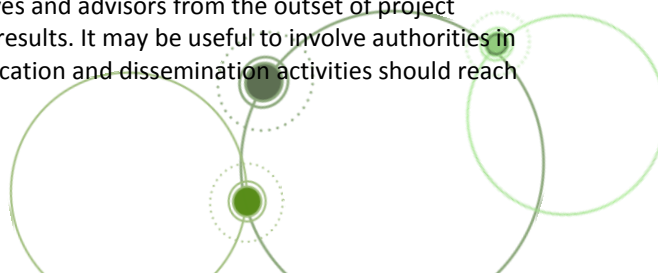 ves and advisors from the outset of project
results. It may be useful to involve authorities in
cation and dissemination activities should reach